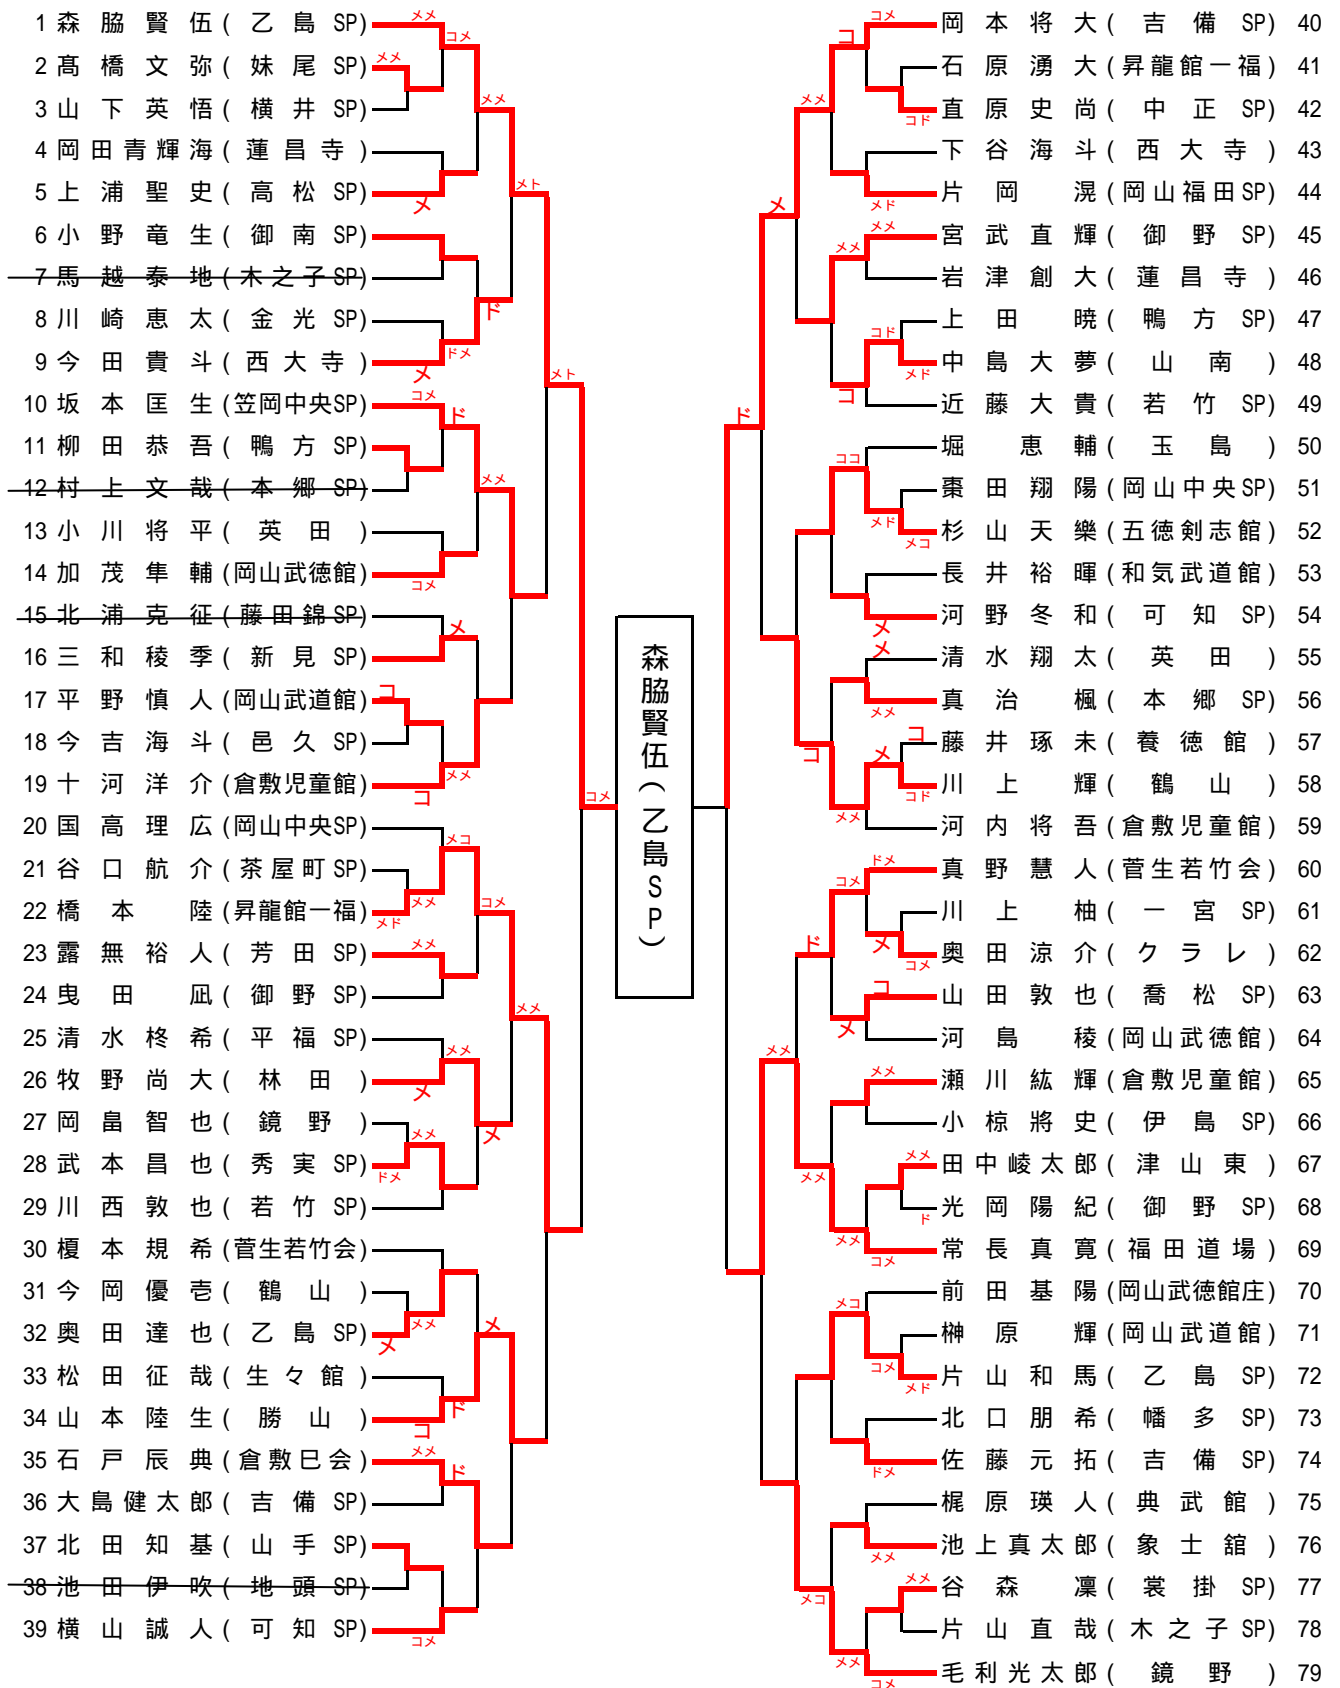 1 森脇賢伍(乙島SP)
2 髙橋文弥(妹尾SP)
3 山下英悟(横井SP)
4 岡田青輝海(蓮昌寺)
5 上浦聖史(高松SP)
6 小野竜生(御南SP)
7 馬越泰地(木之子SP)
8 川崎恵太(金光SP)
9 今田貴斗(西大寺)
10 坂本匡生(笠岡中央SP)
11 柳田恭吾(鴨方SP)
12 村上文哉(本郷SP)
13 小川将平(英田)
14 加茂隼輔(岡山武徳館)
15 北浦克征(藤田錦SP)
16 三和稜季(新見SP)
17 平野慎人(岡山武道館)
18 今吉海斗(邑久SP)
19 十河洋介(倉敷児童館)
20 国高理広(岡山中央SP)
21 谷口航介(茶屋町SP)
22 橋本陸(昇龍館一福)
23 露無裕人(芳田SP)
24 曳田凪(御野SP)
25 清水柊希(平福SP)
26 牧野尚大(林田)
27 岡畠智也(鏡野)
28 武本昌也(秀実SP)
29 川西敦也(若竹SP)
30 榎本規希(菅生若竹会)
31 今岡優壱(鶴山)
32 奥田達也(乙島SP)
33 松田征哉(生々館)
34 山本陸生(勝山)
35 石戸辰典(倉敷巳会)
36 大島健太郎(吉備SP)
37 北田知基(山手SP)
38 池田伊吹(地頭SP)
39 横山誠人(可知SP)
森脇賢伍(乙島SP)
岡本将大(吉備SP) 40
石原湧大(昇龍館一福) 41
直原史尚(中正SP) 42
下谷海斗(西大寺) 43
片岡滉(岡山福田SP) 44
宮武直輝(御野SP) 45
岩津創大(蓮昌寺) 46
上田暁(鴨方SP) 47
中島大夢(山南) 48
近藤大貴(若竹SP) 49
堀恵輔(玉島) 50
棗田翔陽(岡山中央SP) 51
杉山天樂(五徳剣志館) 52
長井裕暉(和気武道館) 53
河野冬和(可知SP) 54
清水翔太(英田) 55
真治楓(本郷SP) 56
藤井琢未(養徳館) 57
川上輝(鶴山) 58
河内将吾(倉敷児童館) 59
真野慧人(菅生若竹会) 60
川上柚(一宮SP) 61
奥田涼介(クラレ) 62
山田敦也(喬松SP) 63
河島稜(岡山武徳館) 64
瀬川紘輝(倉敷児童館) 65
小椋將史(伊島SP) 66
田中崚太郎(津山東) 67
光岡陽紀(御野SP) 68
常長真寛(福田道場) 69
前田基陽(岡山武徳館庄) 70
榊原輝(岡山武道館) 71
片山和馬(乙島SP) 72
北口朋希(幡多SP) 73
佐藤元拓(吉備SP) 74
梶原瑛人(典武館) 75
池上真太郎(象士舘) 76
谷森凜(裳掛SP) 77
片山直哉(木之子SP) 78
毛利光太郎(鏡野) 79